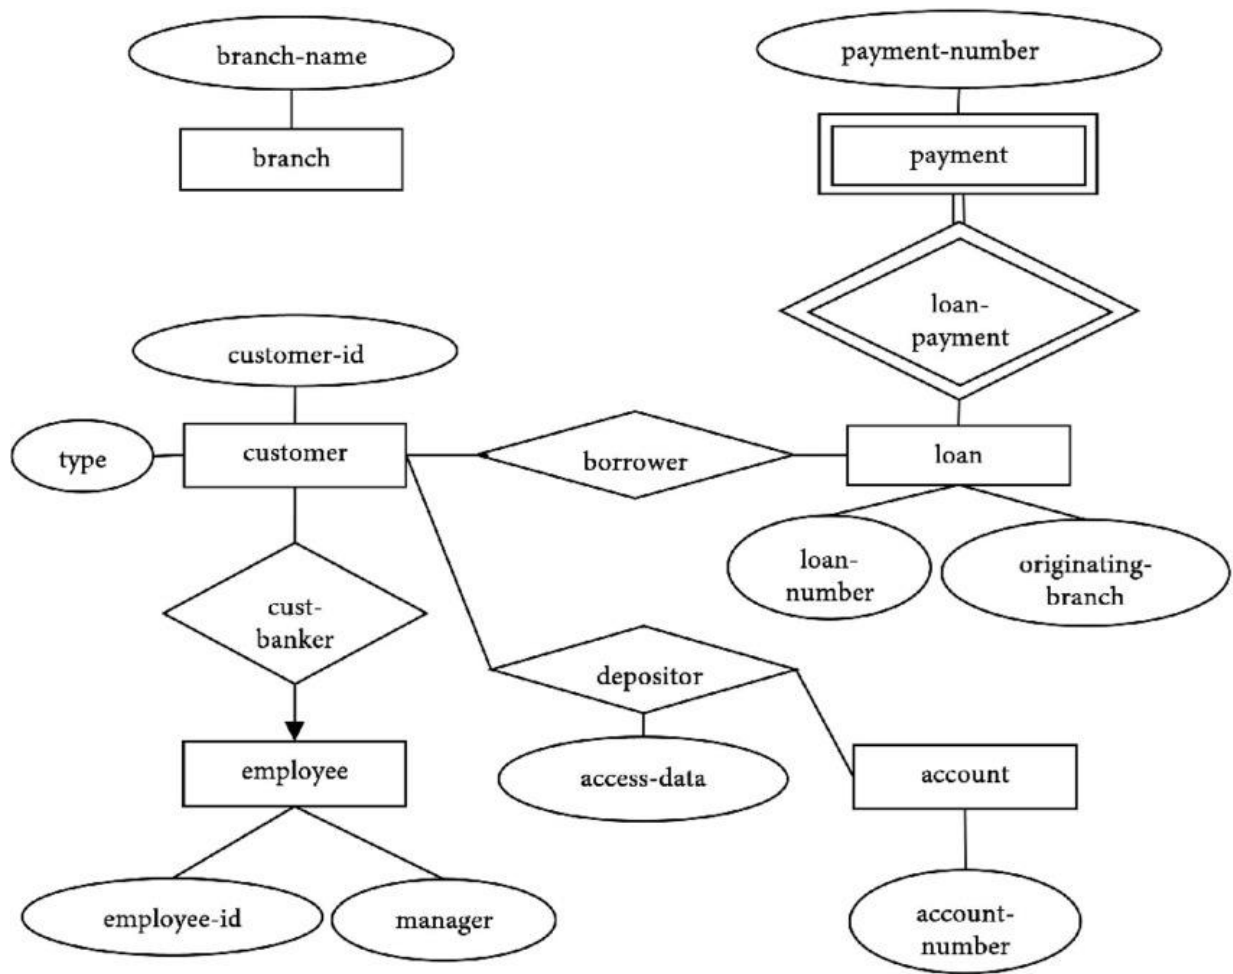 branch-name
payment-number
branch
payment
loan-
payment
customer-id
type
customer
borrower
loan
loan-
number
originating-
branch
cust-
banker
depositor
employee
access-data
account
employee-id
manager
account-
number